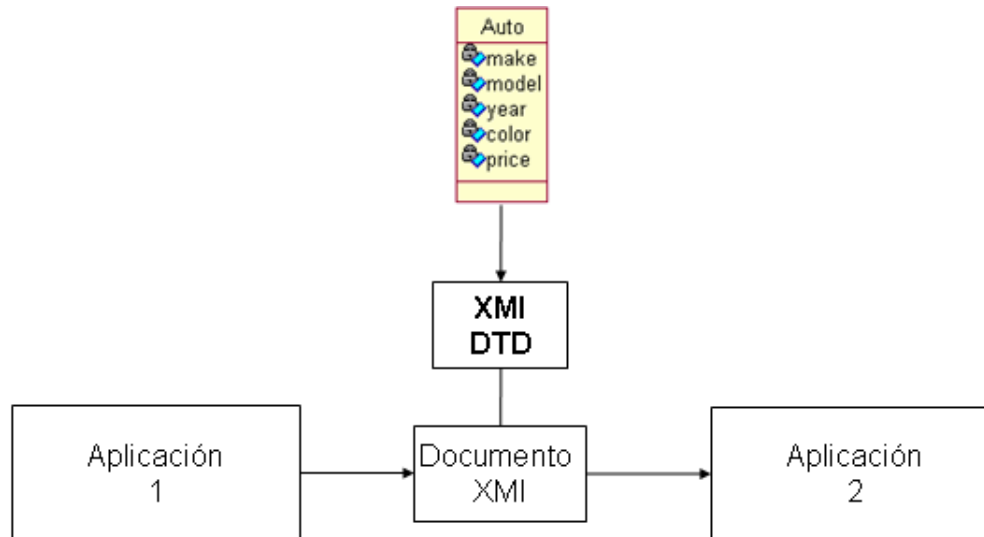 Auto
make
model
year
color
price
XMI
DTD
Aplicación
1
Documento
XMI
Aplicación
2